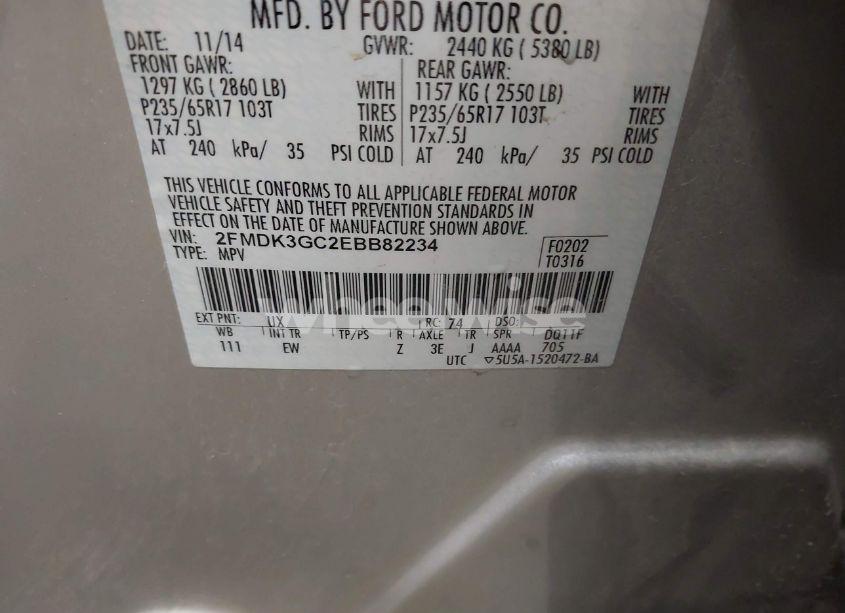 MFD. BY FORD MOTOR CO.
DATE: 11/14 GVWR: 2440 KG ( 5380 LB)
FRONT GAWR: REAR GAWR:
1297 KG ( 2860 LB) WITH 1157 KG ( 2550 LB) WITH
P235/65R17 103T TIRES P235/65R17 103T TIRES
17x7.5J RIMS 17x7.5J RIMS
AT 240 kPa/ 35 PSI COLD AT 240 kPa/ 35 PSI COLD
THIS VEHICLE CONFORMS TO ALL APPLICABLE FEDERAL MOTOR
VEHICLE SAFETY AND THEFT PREVENTION STANDARDS IN
EFFECT ON THE DATE OF MANUFACTURE SHOWN ABOVE.
VIN: 2FMDK3GC2EBB82234 F0202
TYPE: MPV T0316
wheelwise
EXT PNT: UX RC: 74 DSO:
WB INT TR TP/PS R AXLE TR SPR DQ11F
111 EW Z 3E J AAAA 705
UTC ▽5U5A-1520472-BA